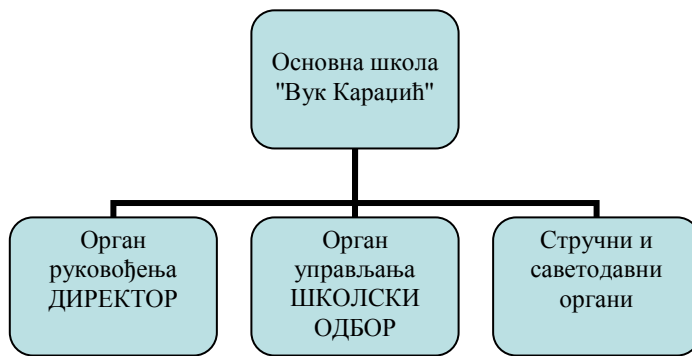 Основна школа
"Вук Караџић"
Орган
руковођења
ДИРЕКТОР
Орган
управљања
ШКОЛСКИ
ОДБОР
Стручни и
саветодавни
органи